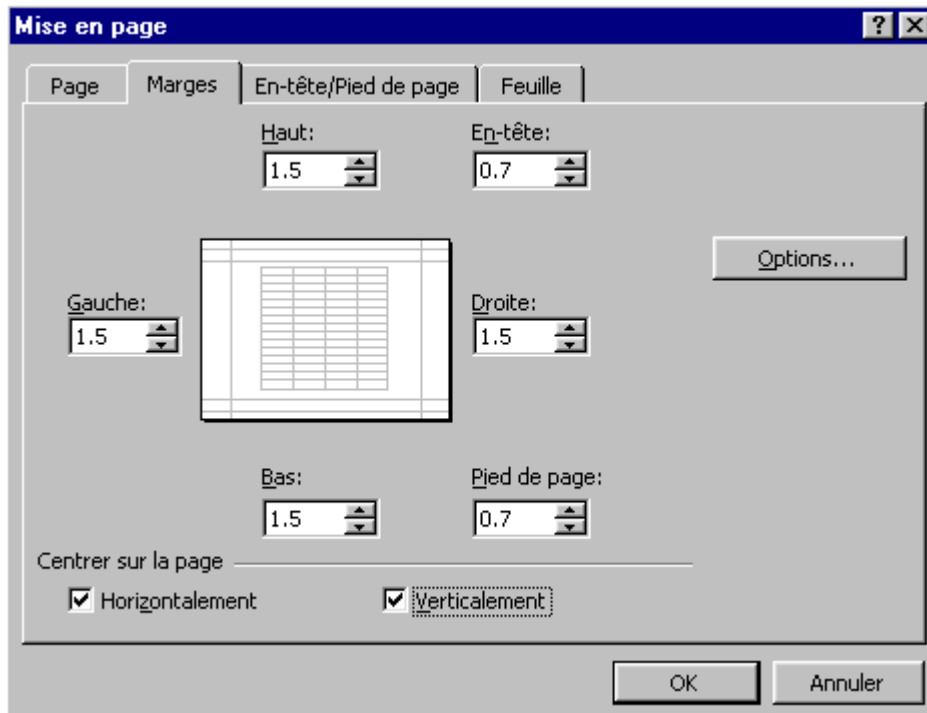 Mise en page
Page Marges En-tête/Pied de page Feuille
Haut: En-tête:
1.5 0.7
Options...
Gauche: Droite:
1.5 1.5
Bas: Pied de page:
1.5 0.7
Centrer sur la page
Horizontalement Verticalement
OK Annuler